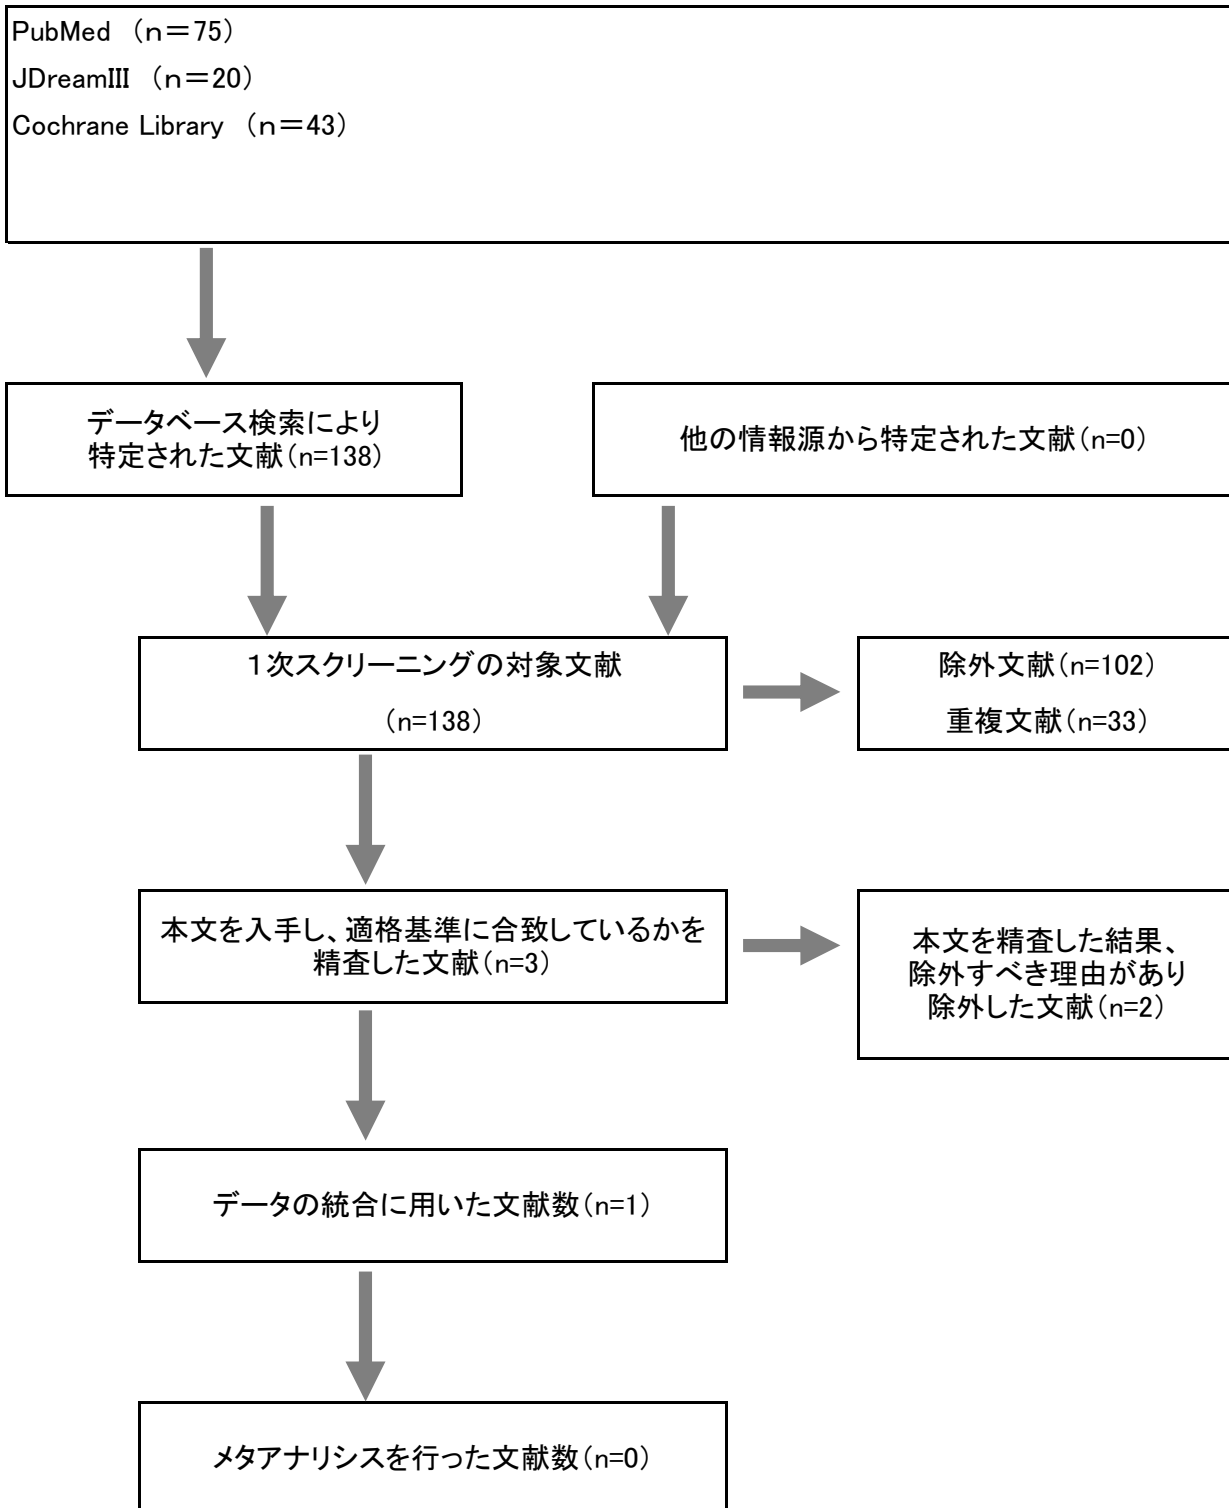 PubMed （ｎ＝75）
JDreamIII （ｎ＝20）
Cochrane Library （ｎ＝43）
データベース検索により
特定された文献（n=138）
他の情報源から特定された文献（n=0）
１次スクリーニングの対象文献
（n=138）
除外文献（n=102）
重複文献（n=33）
本文を入手し、適格基準に合致しているかを
精査した文献（n=3）
本文を精査した結果、
除外すべき理由があり
除外した文献（n=2）
データの統合に用いた文献数（n=1）
メタアナリシスを行った文献数（n=0）